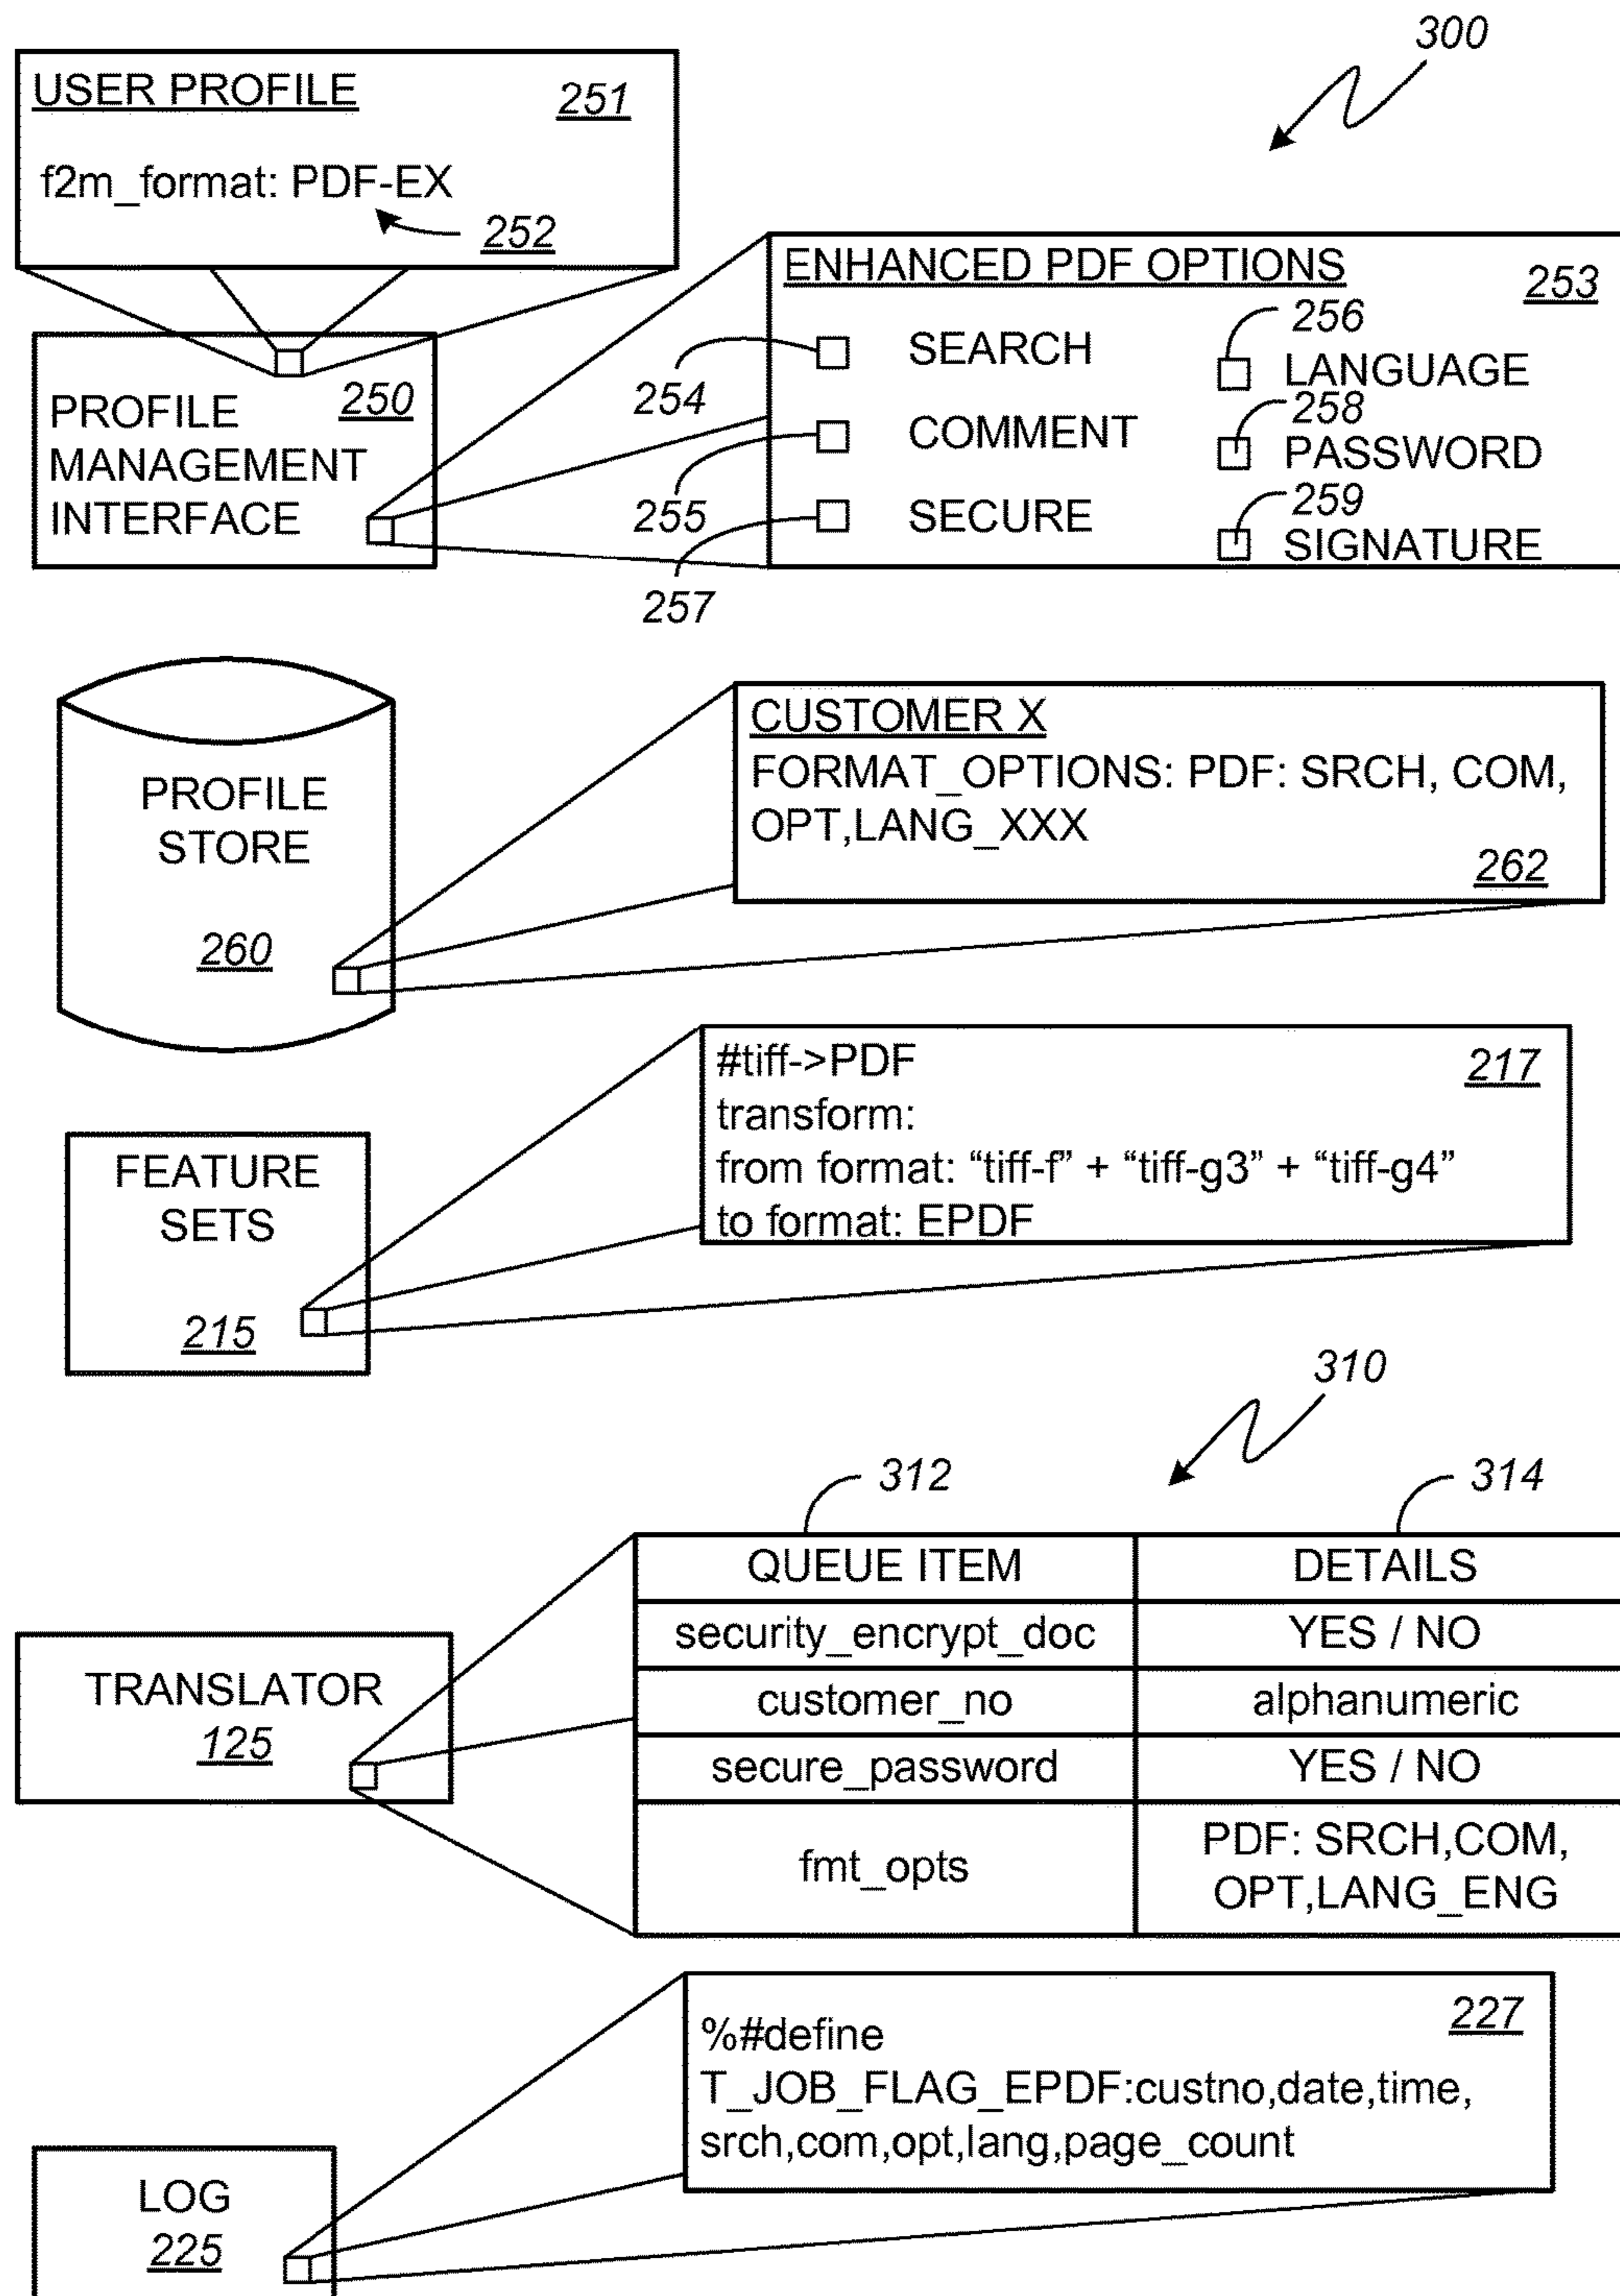 300
USER PROFILE 251
f2m_format: PDF-EX
252
ENHANCED PDF OPTIONS 253
256
SEARCH LANGUAGE
254 258
COMMENT PASSWORD
255 259
SECURE SIGNATURE
257
PROFILE 250
MANAGEMENT
INTERFACE
PROFILE
STORE
260
CUSTOMER X
FORMAT_OPTIONS: PDF: SRCH, COM,
OPT,LANG_XXX
262
FEATURE
SETS
215
#tiff->PDF 217
transform:
from format: “tiff-f” + “tiff-g3” + “tiff-g4”
to format: EPDF
310
312 314
TRANSLATOR
125
QUEUE ITEM DETAILS
security_encrypt_doc YES / NO
customer_no alphanumeric
secure_password YES / NO
fmt_opts PDF: SRCH,COM,
OPT,LANG_ENG
LOG
225
227
%#define
T_JOB_FLAG_EPDF:custno,date,time,
srch,com,opt,lang,page_count